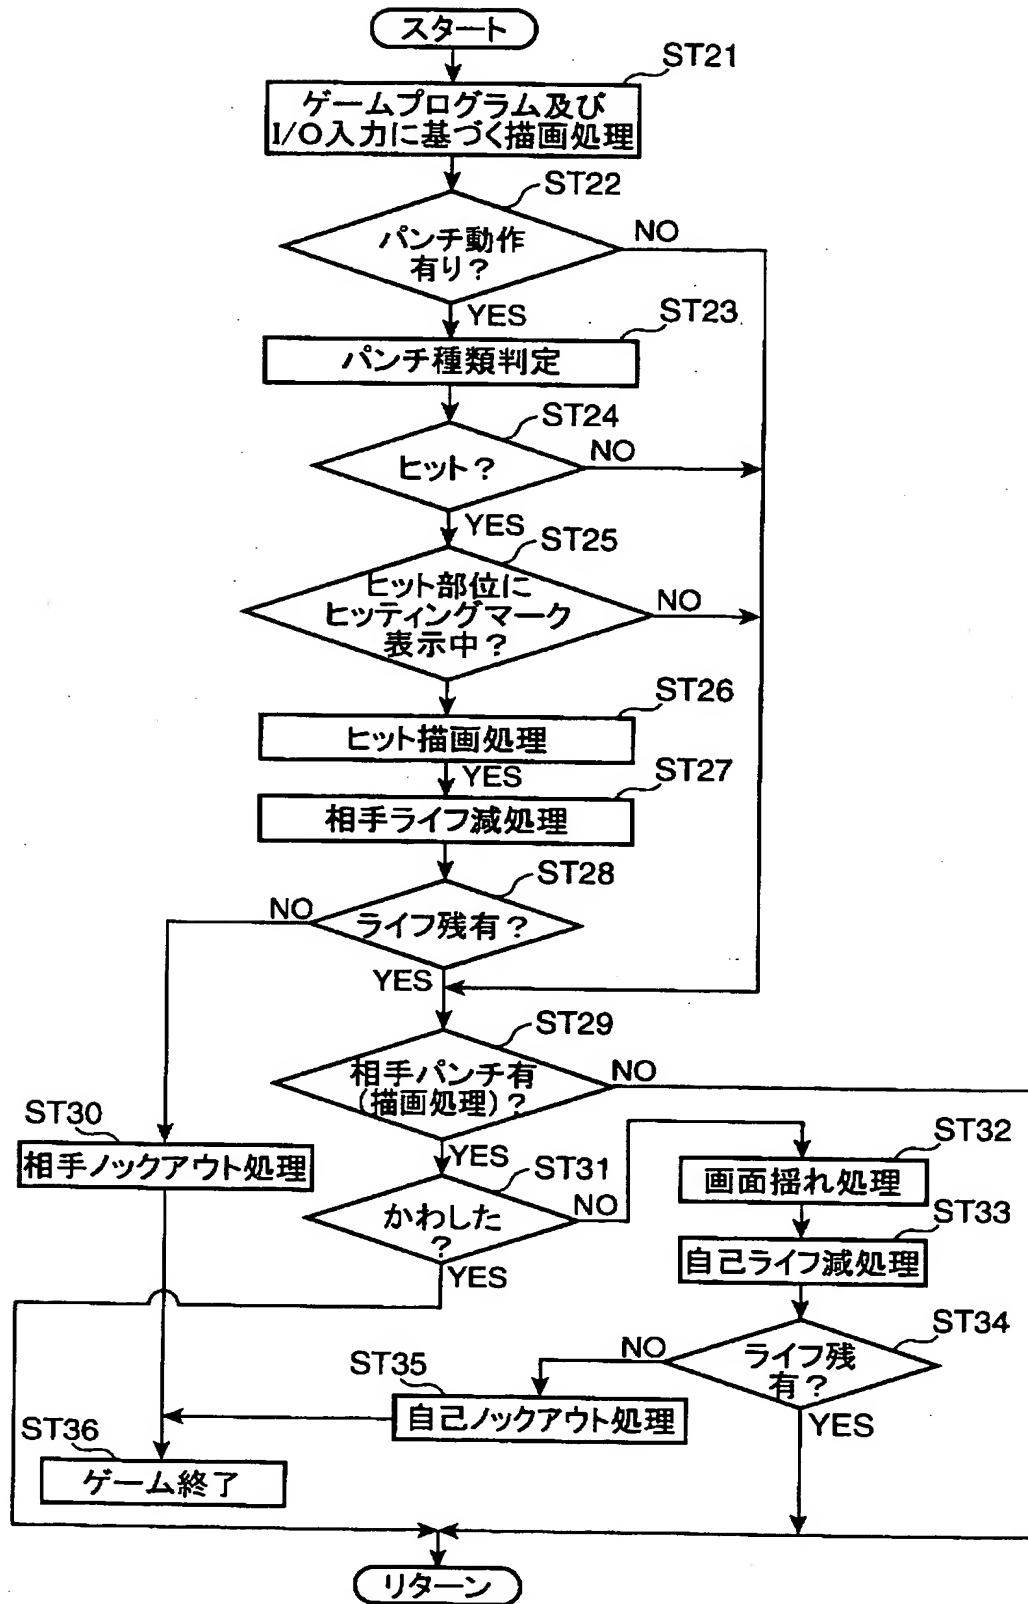 スタート
ST21
ゲームプログラム及び
I/O入力に基づく描画処理
ST22
パンチ動作
有り?
NO
YES
ST23
パンチ種類判定
ST24
ヒット?
NO
YES
ST25
ヒット部位に
ヒッティングマーク
表示中?
NO
ST26
ヒット描画処理
YES
ST27
相手ライフ減処理
ST28
NO
ライフ残有?
YES
ST29
相手パンチ有
(描画処理)?
NO
ST30
相手ノックアウト処理
YES
ST31
かわした
?
NO
YES
ST32
画面揺れ処理
ST33
自己ライフ減処理
ST34
ライフ残
有?
NO
YES
ST35
自己ノックアウト処理
ST36
ゲーム終了
リターン